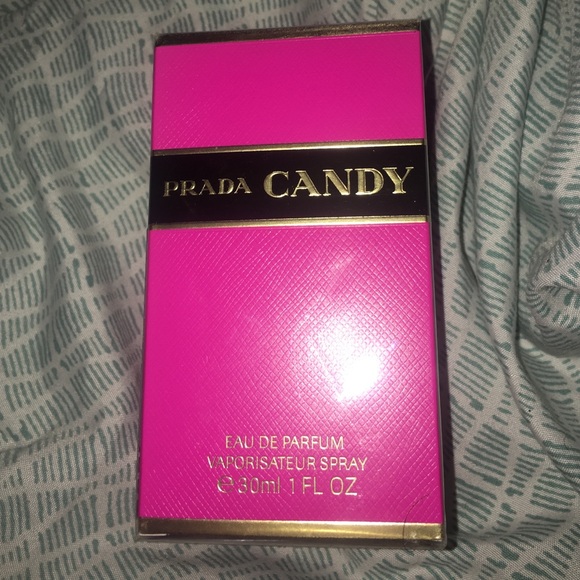 PRADA CANDY
EAU DE PARFUM
VAPORISATEUR SPRAY
℮30ml 1 FL OZ.